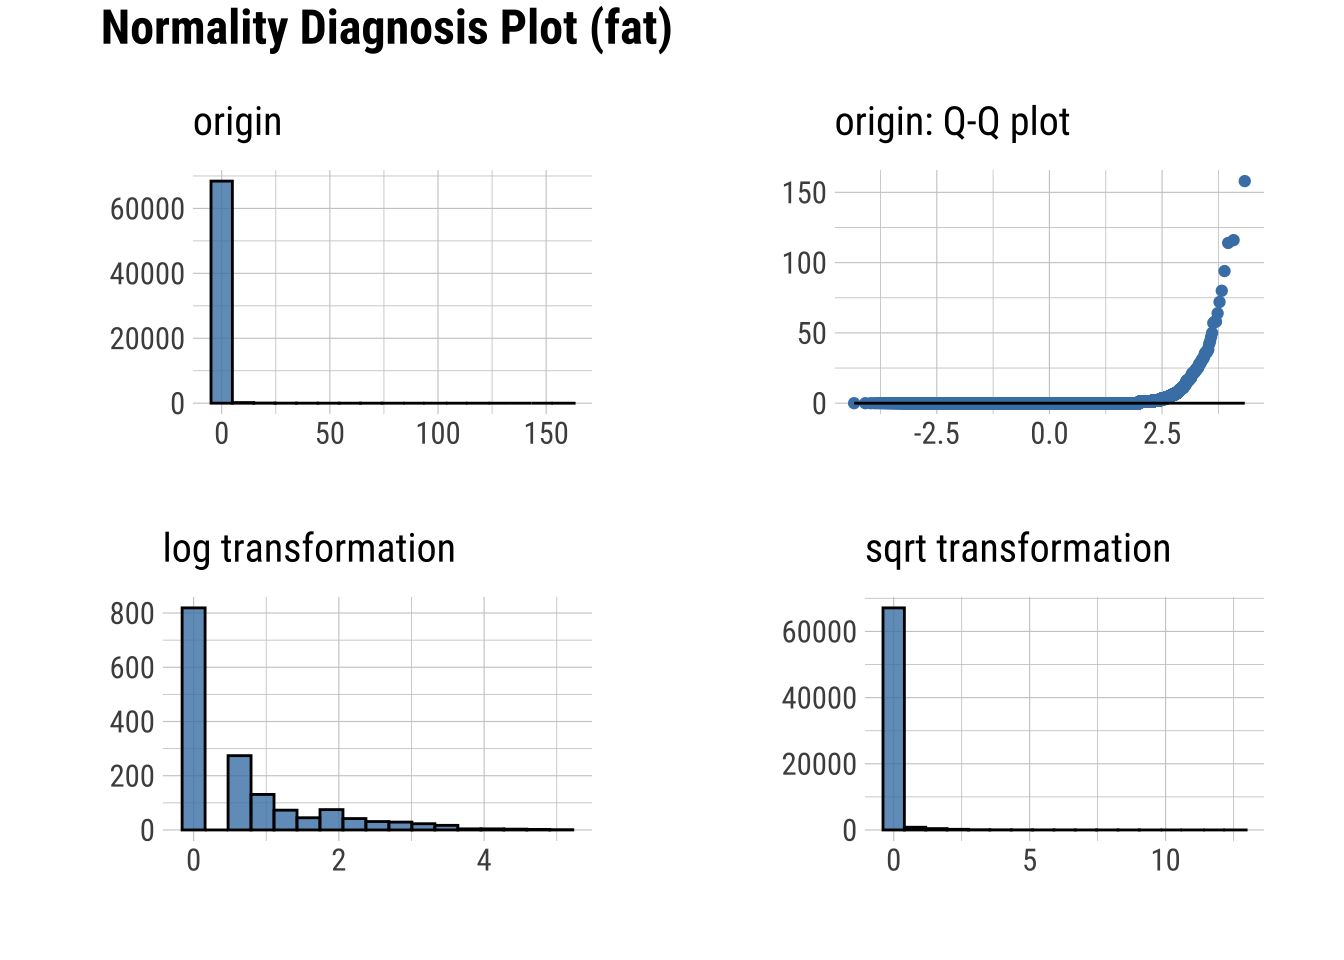 Normality Diagnosis Plot (fat)
origin
60000
40000
20000
0
0 50 100 150
origin: Q-Q plot
150
100
50
0
-2.5 0.0 2.5
log transformation
800
600
400
200
0
0 2 4
sqrt transformation
60000
40000
20000
0
0 5 10